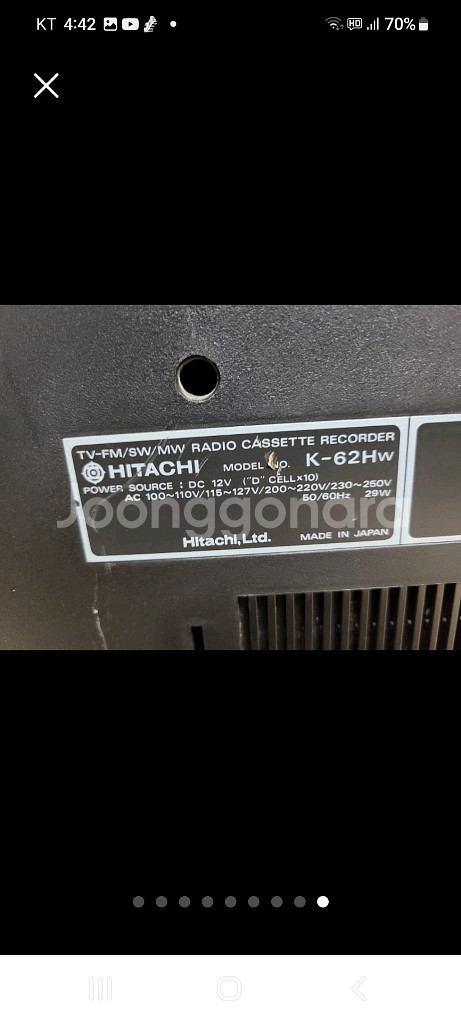 KT 4:42
HD 70%
TV-FM/SW/MW RADIO CASSETTE RECORDER
HITACHI MODEL NO. K-62Hw
POWER SOURCE : DC 12V ("D" CELL×10)
AC 100~110V/115~127V/200~220V/230~250V
50/60Hz 29W
Joonggonara
Hitachi,Ltd. MADE IN JAPAN